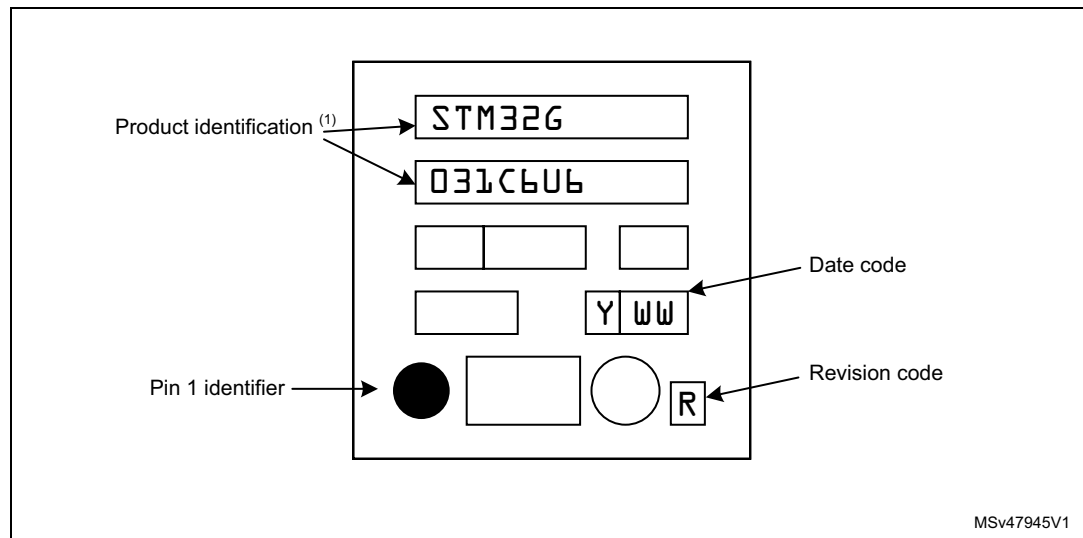 Product identification (1)
STM32G
031C6U6
Date code
Y WW
Pin 1 identifier
Revision code
R
MSv47945V1